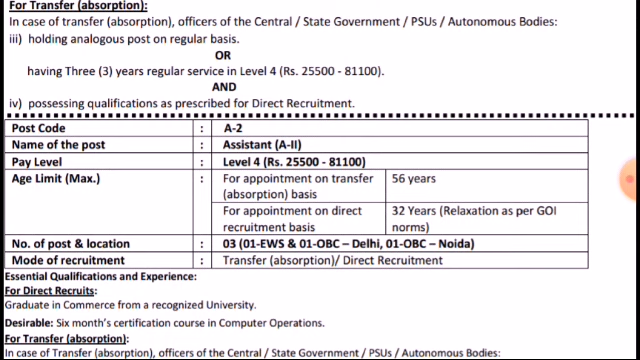 For Transfer (absorption):
In case of transfer (absorption), officers of the Central / State Government / PSUs / Autonomous Bodies:
iii) holding analogous post on regular basis.
OR
having Three (3) years regular service in Level 4 (Rs. 25500 - 81100).
AND
iv) possessing qualifications as prescribed for Direct Recruitment.
Post Code : A-2
Name of the post : Assistant (A-II)
Pay Level : Level 4 (Rs. 25500 - 81100)
Age Limit (Max.) : For appointment on transfer (absorption) basis 56 years
For appointment on direct recruitment basis 32 Years (Relaxation as per GOI norms)
No. of post & location : 03 (01-EWS & 01-OBC – Delhi, 01-OBC – Noida)
Mode of recruitment : Transfer (absorption)/ Direct Recruitment
Essential Qualifications and Experience:
For Direct Recruits:
Graduate in Commerce from a recognized University.
Desirable: Six month's certification course in Computer Operations.
For Transfer (absorption):
In case of Transfer (absorption), officers of the Central / State Government / PSUs / Autonomous Bodies: